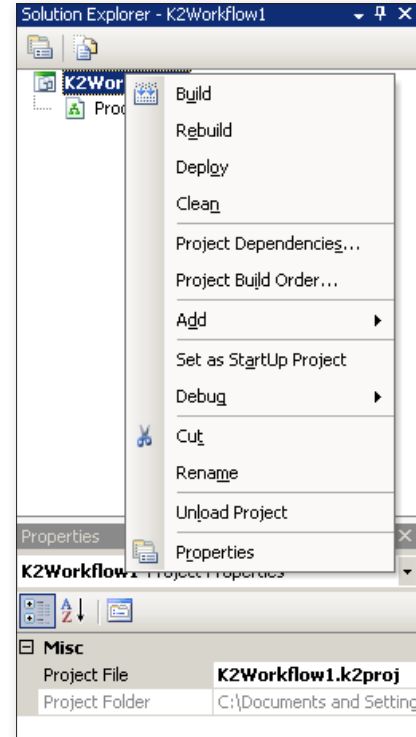 Solution Explorer - K2Workflow1
K2Wor
Proc
Build
Rebuild
Deploy
Clean
Project Dependencies...
Project Build Order...
Add
Set as StartUp Project
Debug
Cut
Rename
Unload Project
Properties
Properties
K2Workflow1 Project Properties
Misc
Project File K2Workflow1.k2proj
Project Folder C:\Documents and Setting